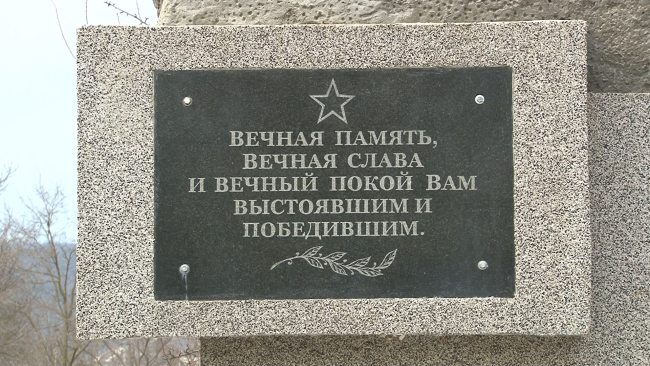 ВЕЧНАЯ ПАМЯТЬ,
ВЕЧНАЯ СЛАВА
И ВЕЧНЫЙ ПОКОЙ ВАМ
ВЫСТОЯВШИМ И
ПОБЕДИВШИМ.